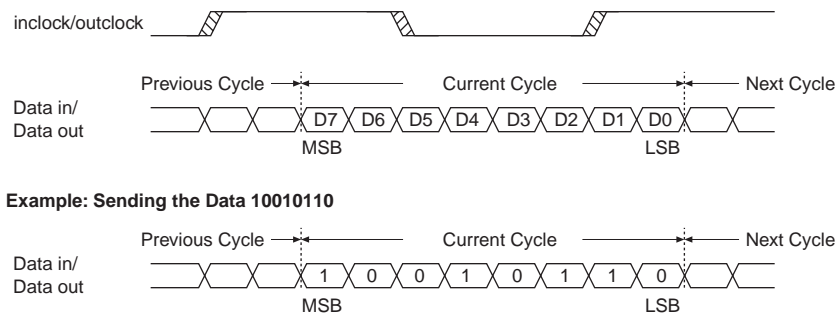 inclock/outclock
Previous Cycle Current Cycle Next Cycle
Data in/
Data out
D7 D6 D5 D4 D3 D2 D1 D0
MSB LSB
Example: Sending the Data 10010110
Previous Cycle Current Cycle Next Cycle
Data in/
Data out
1 0 0 1 0 1 1 0
MSB LSB